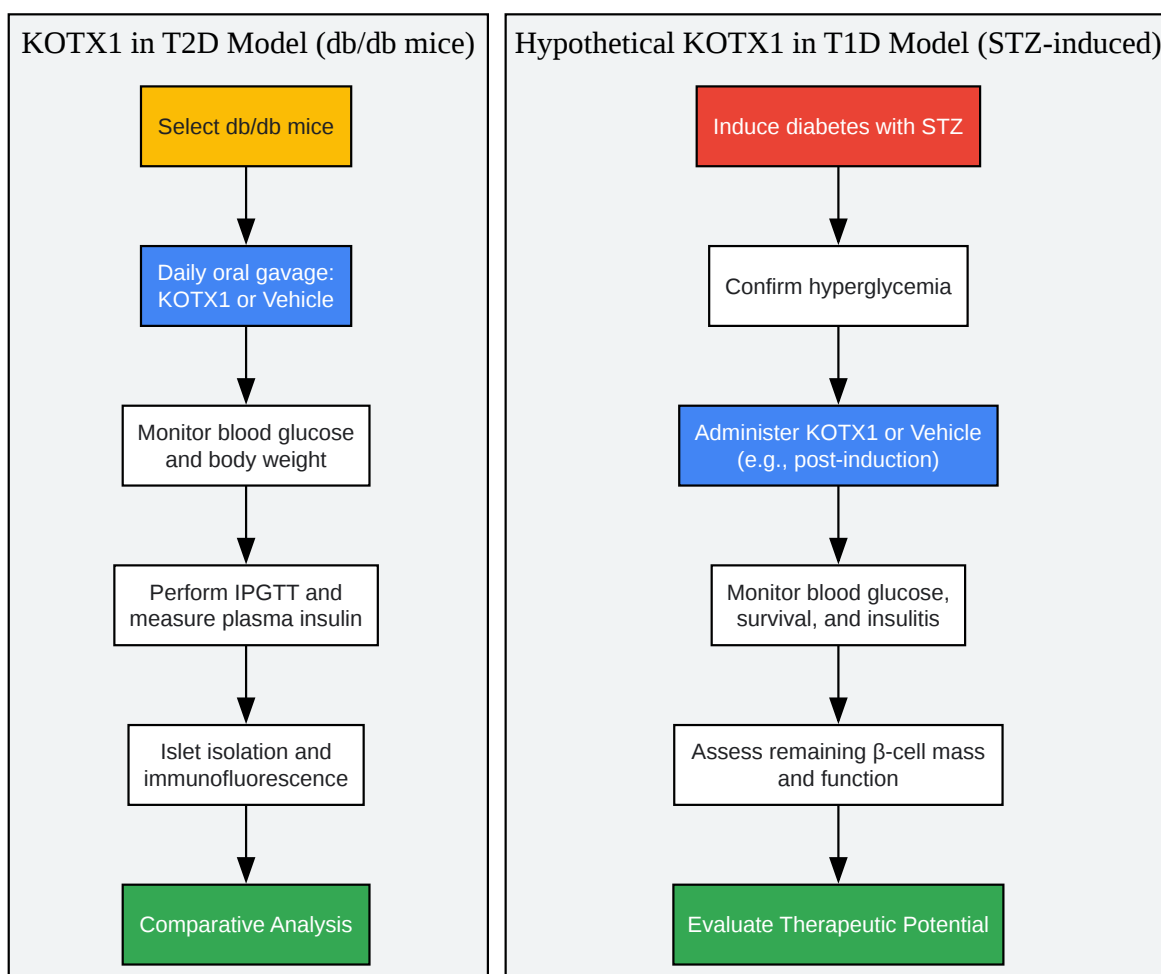 KOTX1 in T2D Model (db/db mice)
Select db/db mice
Daily oral gavage:
KOTX1 or Vehicle
Monitor blood glucose
and body weight
Perform IPGTT and
measure plasma insulin
Islet isolation and
immunofluorescence
Comparative Analysis
Hypothetical KOTX1 in T1D Model (STZ-induced)
Induce diabetes with STZ
Confirm hyperglycemia
Administer KOTX1 or Vehicle
(e.g., post-induction)
Monitor blood glucose,
survival, and insulitis
Assess remaining β-cell mass
and function
Evaluate Therapeutic Potential